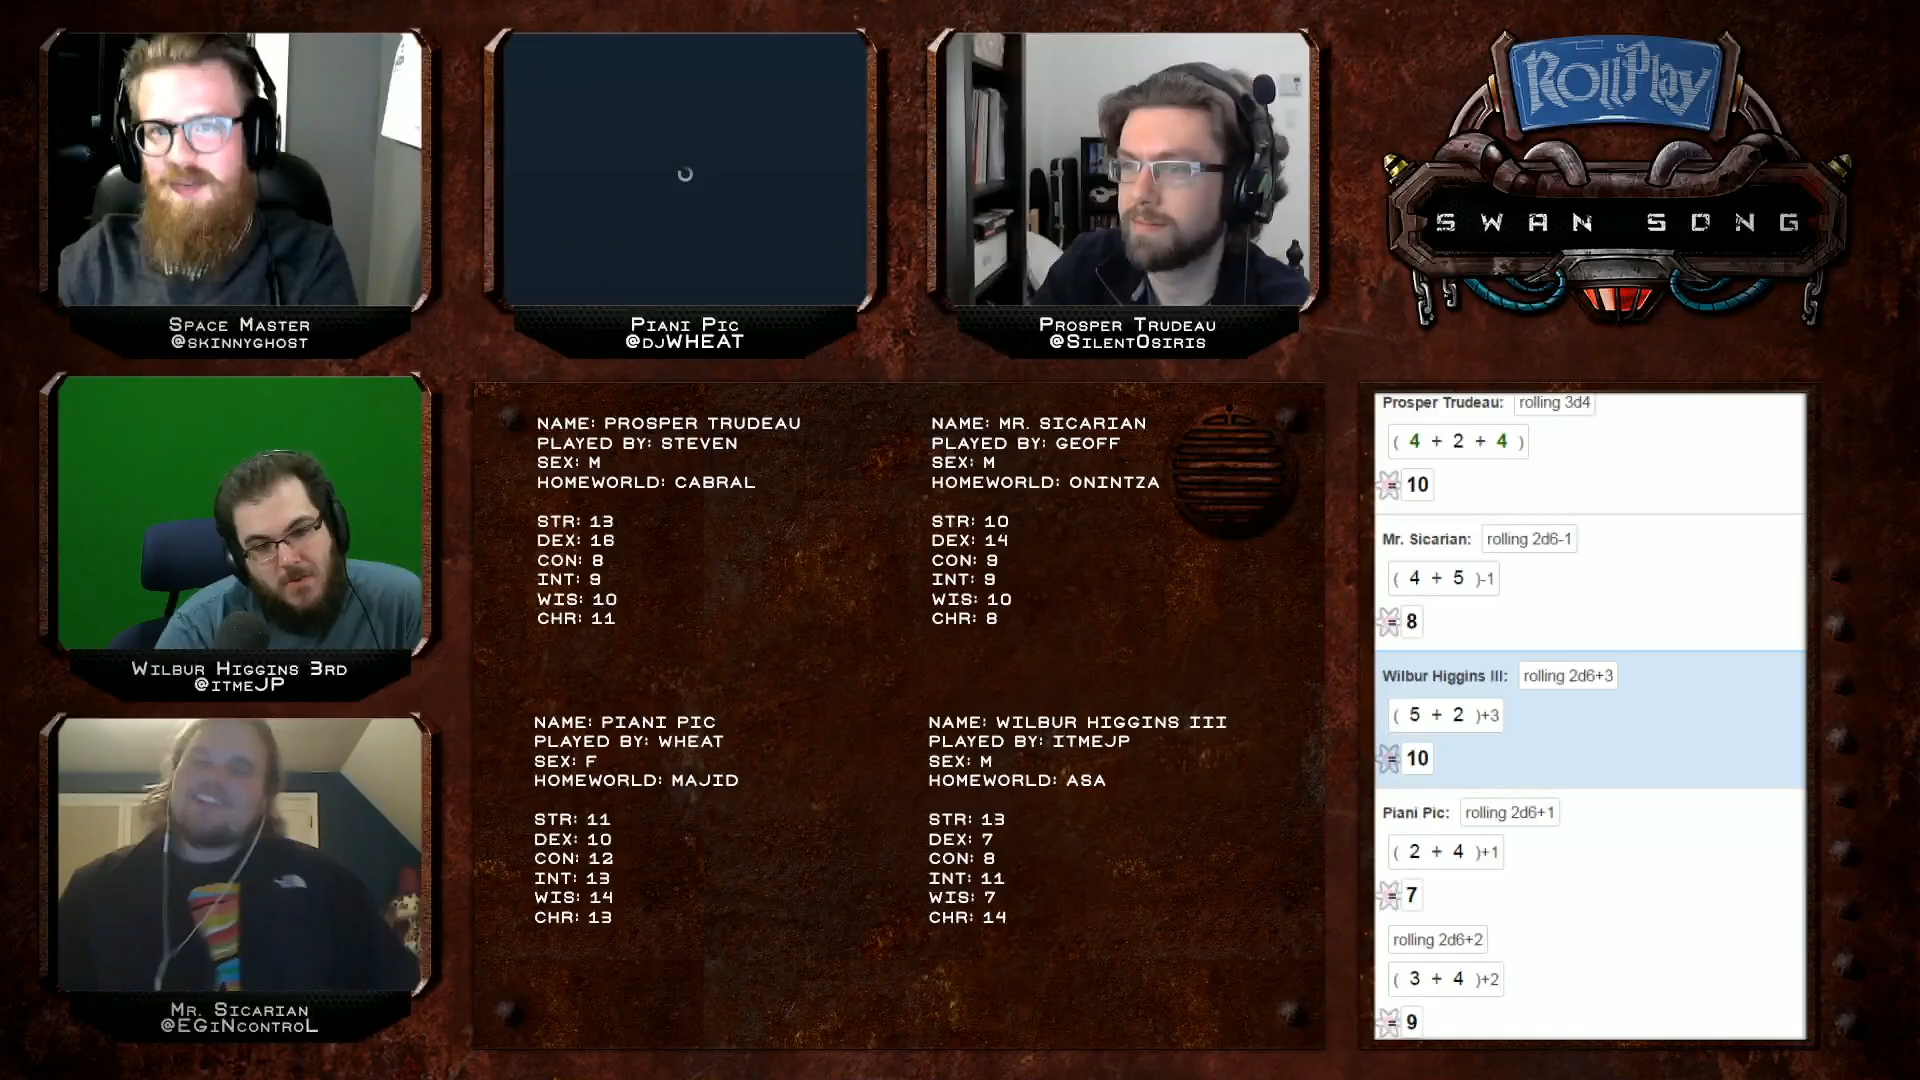 RollPlay
SWAN SONG
Space Master
@skinnyghost
Piani Pic
@djWHEAT
Prosper Trudeau
@SilentOsiris
Wilbur Higgins 3rd
@itmeJP
Mr. Sicarian
@EGiNcontroL
NAME: PROSPER TRUDEAU
PLAYED BY: STEVEN
SEX: M
HOMEWORLD: CABRAL
STR: 13
DEX: 16
CON: 8
INT: 9
WIS: 10
CHR: 11
NAME: MR. SICARIAN
PLAYED BY: GEOFF
SEX: M
HOMEWORLD: ONINTZA
STR: 10
DEX: 14
CON: 9
INT: 9
WIS: 10
CHR: 8
NAME: PIANI PIC
PLAYED BY: WHEAT
SEX: F
HOMEWORLD: MAJID
STR: 11
DEX: 10
CON: 12
INT: 13
WIS: 14
CHR: 13
NAME: WILBUR HIGGINS III
PLAYED BY: ITMEJP
SEX: M
HOMEWORLD: ASA
STR: 13
DEX: 7
CON: 8
INT: 11
WIS: 7
CHR: 14
Prosper Trudeau: rolling 3d4
( 4 + 2 + 4 )
= 10
Mr. Sicarian: rolling 2d6-1
( 4 + 5 )-1
= 8
Wilbur Higgins III: rolling 2d6+3
( 5 + 2 )+3
= 10
Piani Pic: rolling 2d6+1
( 2 + 4 )+1
= 7
rolling 2d6+2
( 3 + 4 )+2
= 9